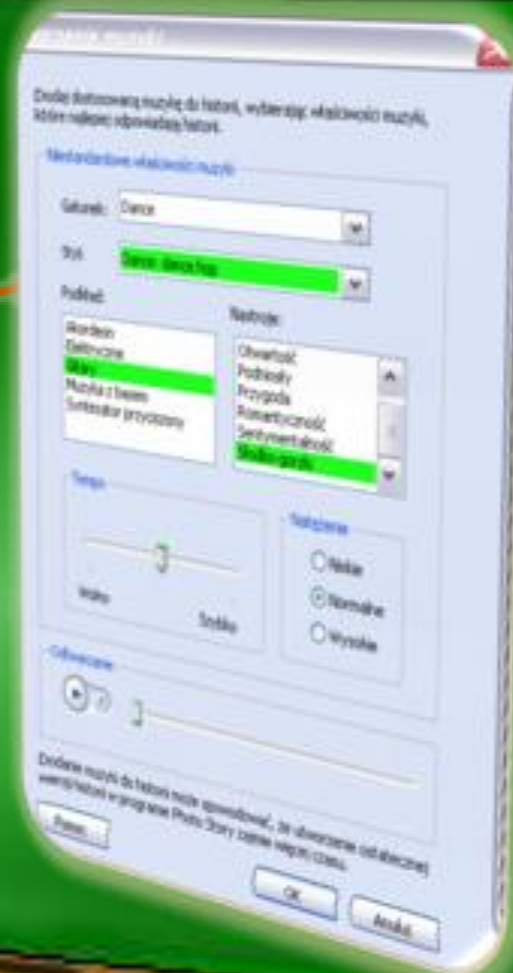 muzyki
Dodaj dostosowaną muzykę do historii, wybierając właściwości muzyki,
które najlepiej odpowiadają historii.
Niestandardowe właściwości muzyki
Gatunek: Dance
Styl: Dance: dance hop
Podkład: Nastroje:
Akordeon
Elektryczne
Gitary
Muzyka z basem
Syntezator przyciszony
Otwartość
Podniosły
Przygoda
Romantyczność
Sentymentalność
Słodko-gorzki
Tempo
Wolno Szybko
Natężenie
Niskie
Normalne
Wysokie
Odtwarzanie
Dodanie muzyki do historii może spowodować, że utworzenie ostatecznej
wersji historii w programie Photo Story zajmie więcej czasu.
Pomoc
OK
Anuluj